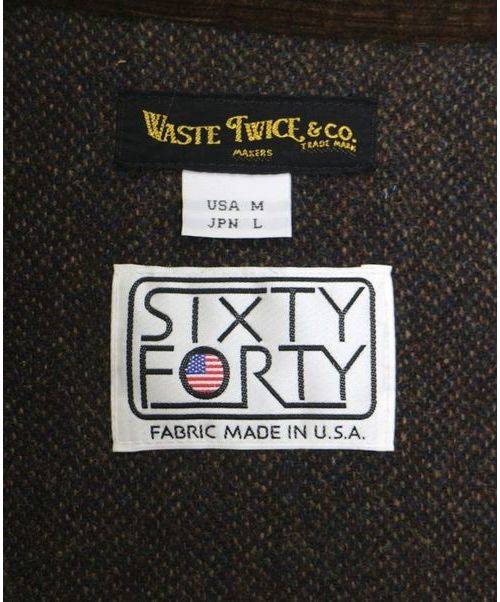 WASTE TWICE, & CO.
MAKERS TRADE MARK
USA M
JPN L
SIXTY
FORTY
FABRIC MADE IN U.S.A.